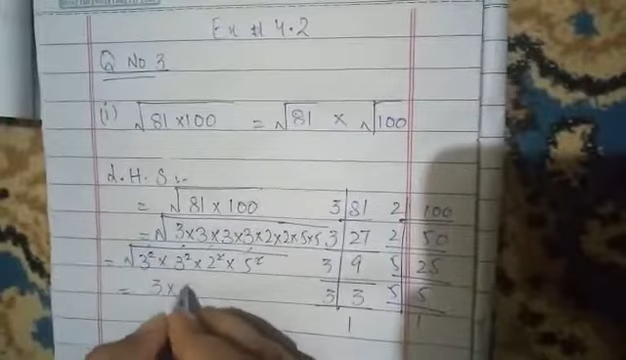 Ex # 4.2
Q No 3
(i) √81×100 = √81 × √100
L.H.S:-
= √81 × 100
= √3×3×3×3×2×2×5×5
= √3²×3²×2²×5²
= 3×
3 | 81
3 | 27
3 | 9
3 | 3
1
2 | 100
2 | 50
5 | 25
5 | 5
1